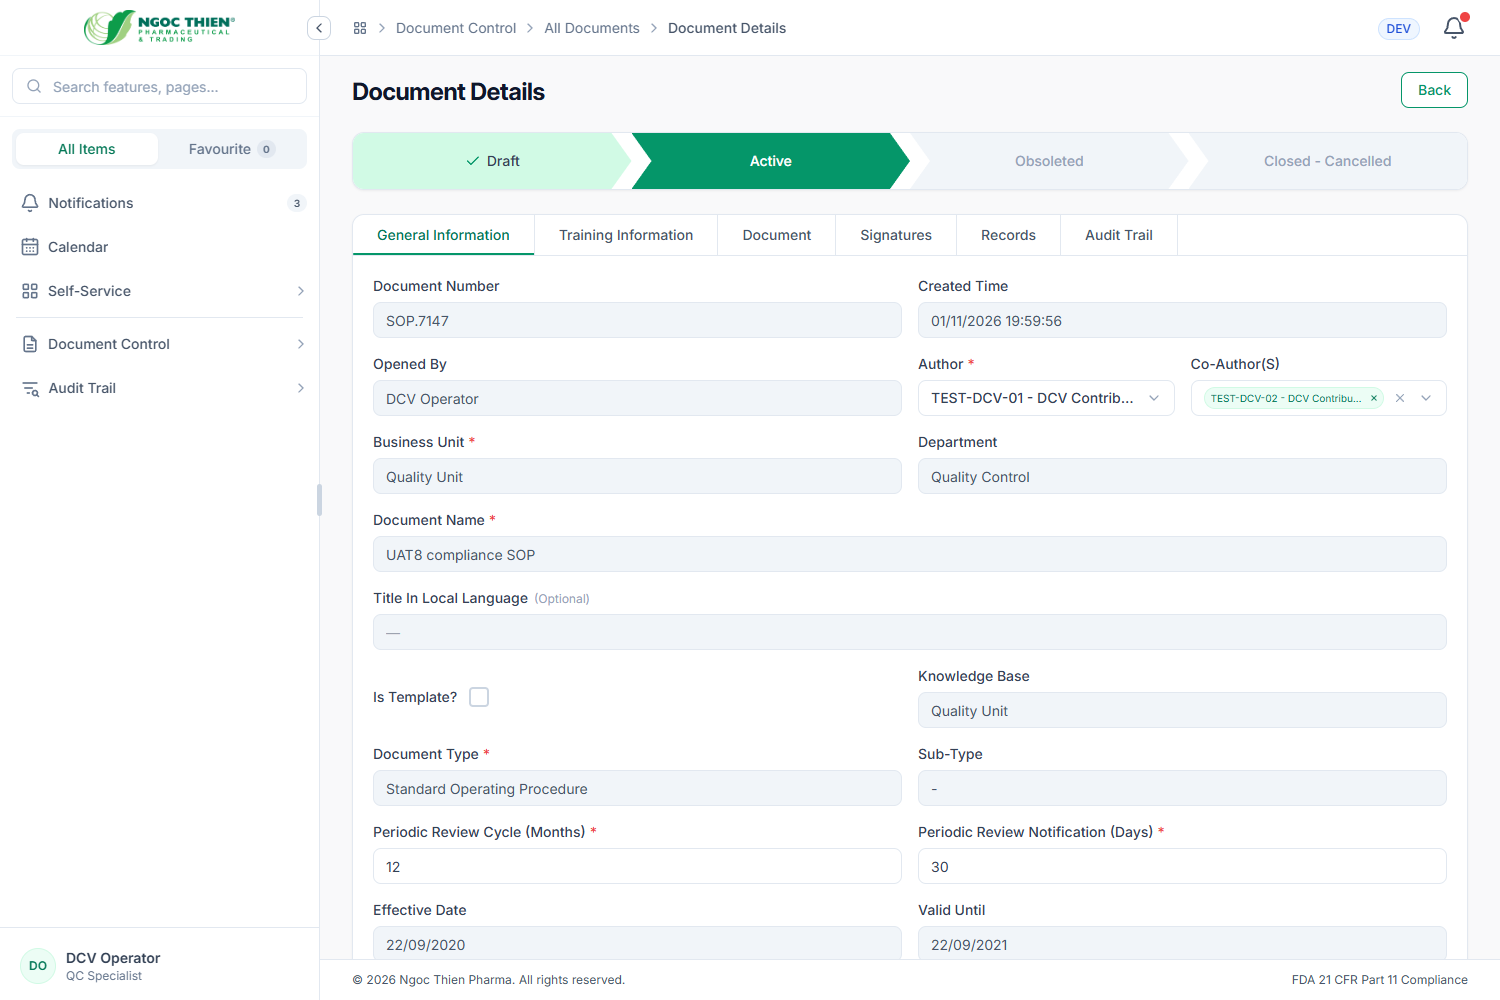 NGOC THIEN®
PHARMACEUTICAL
& TRADING
Document Control
All Documents
Document Details
DEV
Search features, pages...
All Items
Favourite 0
Notifications 3
Calendar
Self-Service
Document Control
Audit Trail
DO
DCV Operator
QC Specialist
Document Details
Back
Draft
Active
Obsoleted
Closed - Cancelled
General Information
Training Information
Document
Signatures
Records
Audit Trail
Document Number
SOP.7147
Created Time
01/11/2026 19:59:56
Opened By
DCV Operator
Author *
TEST-DCV-01 - DCV Contrib...
Co-Author(S)
TEST-DCV-02 - DCV Contribu... ×
Business Unit *
Quality Unit
Department
Quality Control
Document Name *
UAT8 compliance SOP
Title In Local Language (Optional)
—
Is Template?
Knowledge Base
Quality Unit
Document Type *
Standard Operating Procedure
Sub-Type
-
Periodic Review Cycle (Months) *
12
Periodic Review Notification (Days) *
30
Effective Date
22/09/2020
Valid Until
22/09/2021
© 2026 Ngoc Thien Pharma. All rights reserved.
FDA 21 CFR Part 11 Compliance